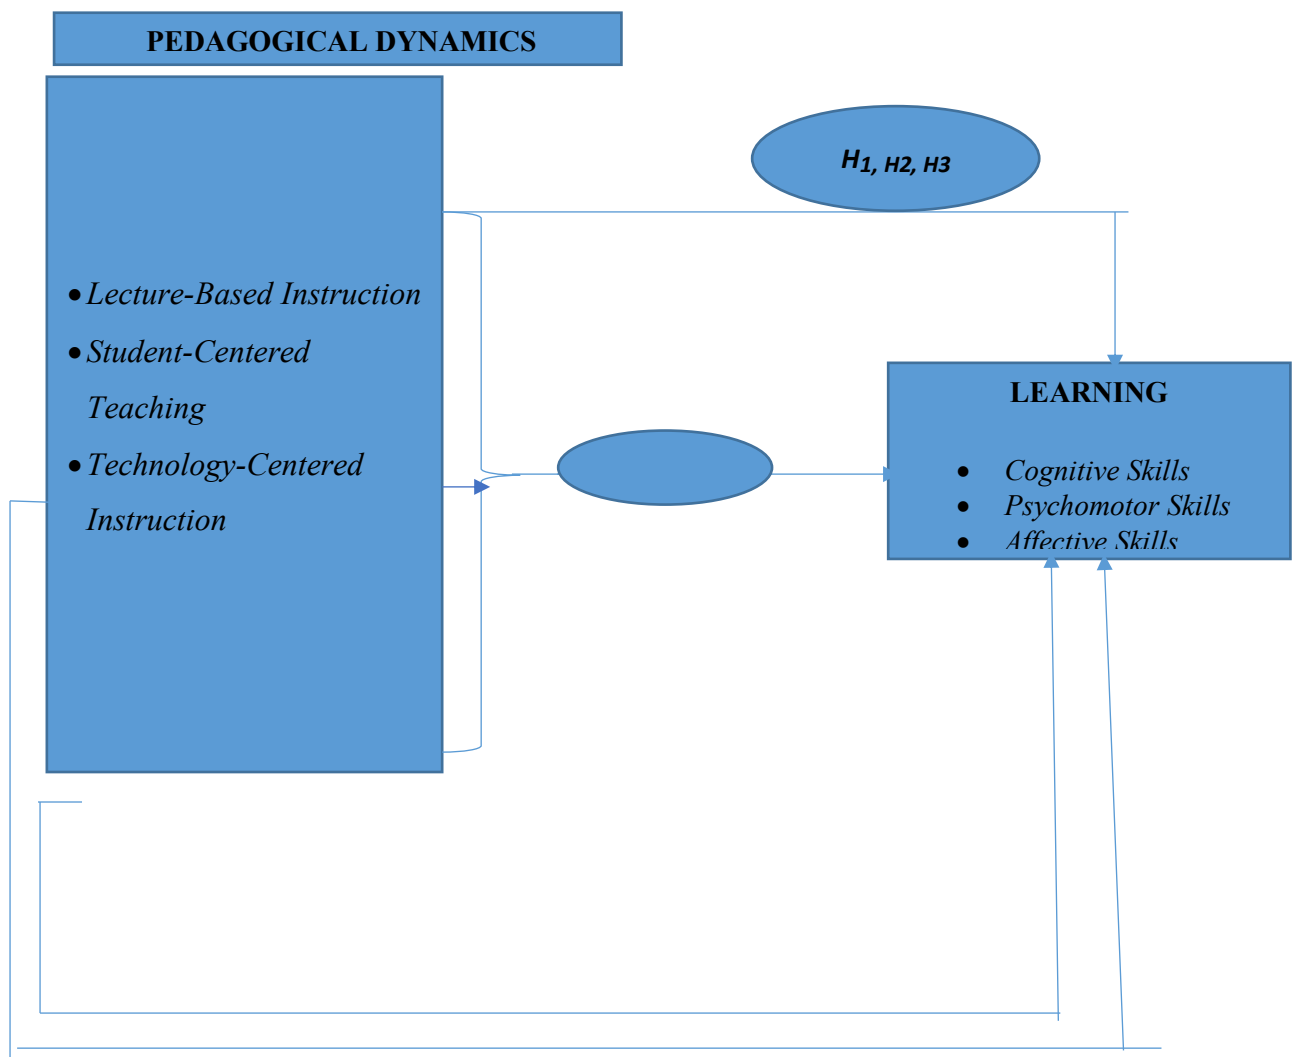 PEDAGOGICAL DYNAMICS
H1, H2, H3
• Lecture-Based Instruction
• Student-Centered
Teaching
• Technology-Centered
Instruction
LEARNING
• Cognitive Skills
• Psychomotor Skills
• Affective Skills